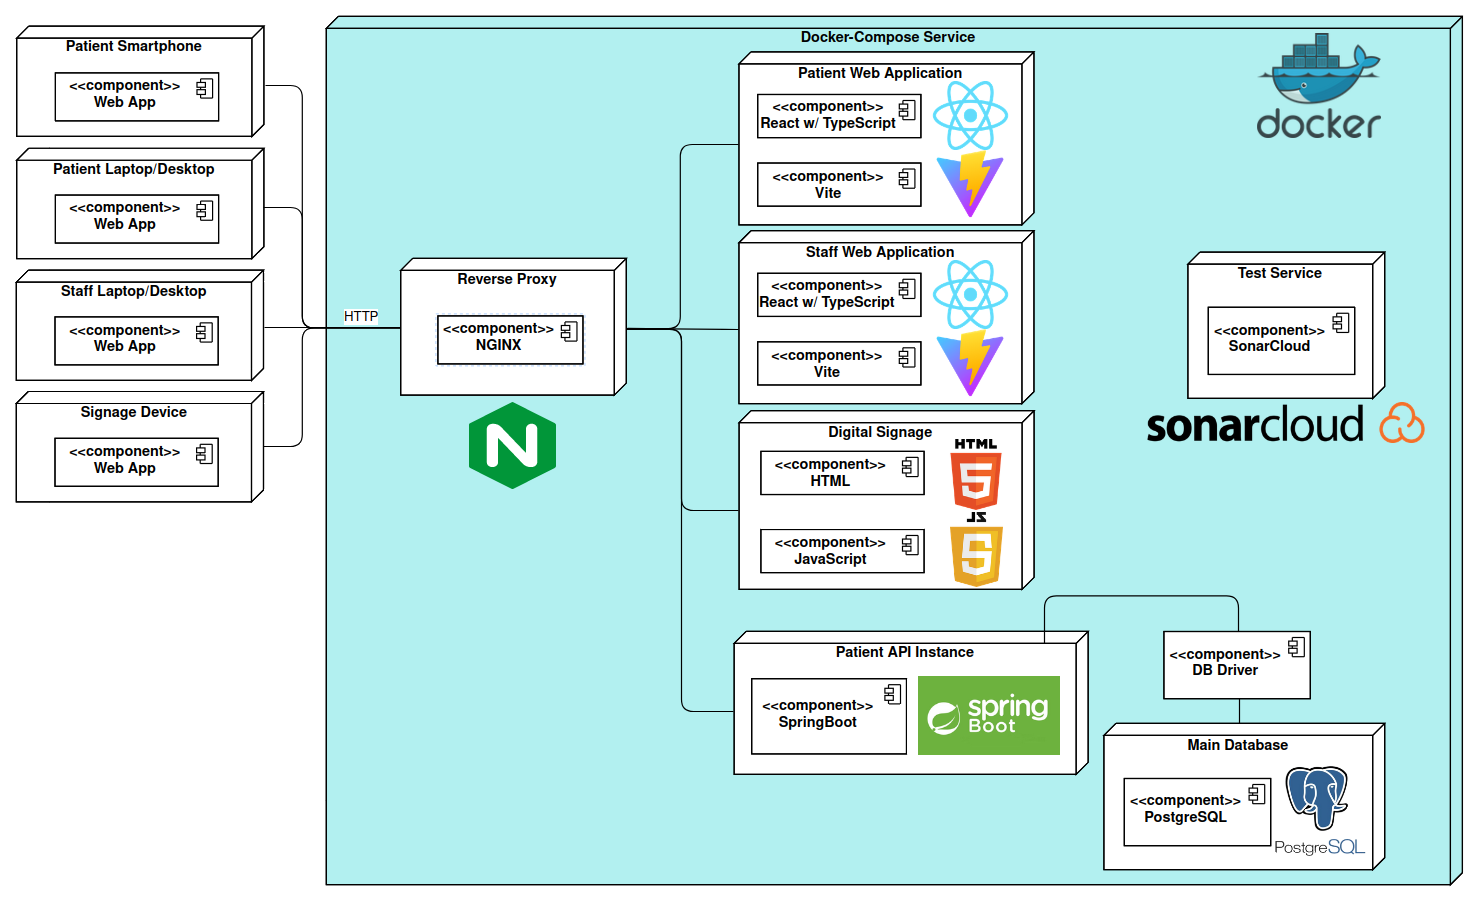 Patient Smartphone
<<component>>
Web App
Patient Laptop/Desktop
<<component>>
Web App
Staff Laptop/Desktop
<<component>>
Web App
Signage Device
<<component>>
Web App
HTTP
Docker-Compose Service
docker
Reverse Proxy
<<component>>
NGINX
N
Patient Web Application
<<component>>
React w/ TypeScript
<<component>>
Vite
Staff Web Application
<<component>>
React w/ TypeScript
<<component>>
Vite
Digital Signage
<<component>>
HTML
HTML
5
<<component>>
JavaScript
JS
5
Patient API Instance
<<component>>
SpringBoot
spring
Boot
Test Service
<<component>>
SonarCloud
sonarcloud
<<component>>
DB Driver
Main Database
<<component>>
PostgreSQL
PostgreSQL